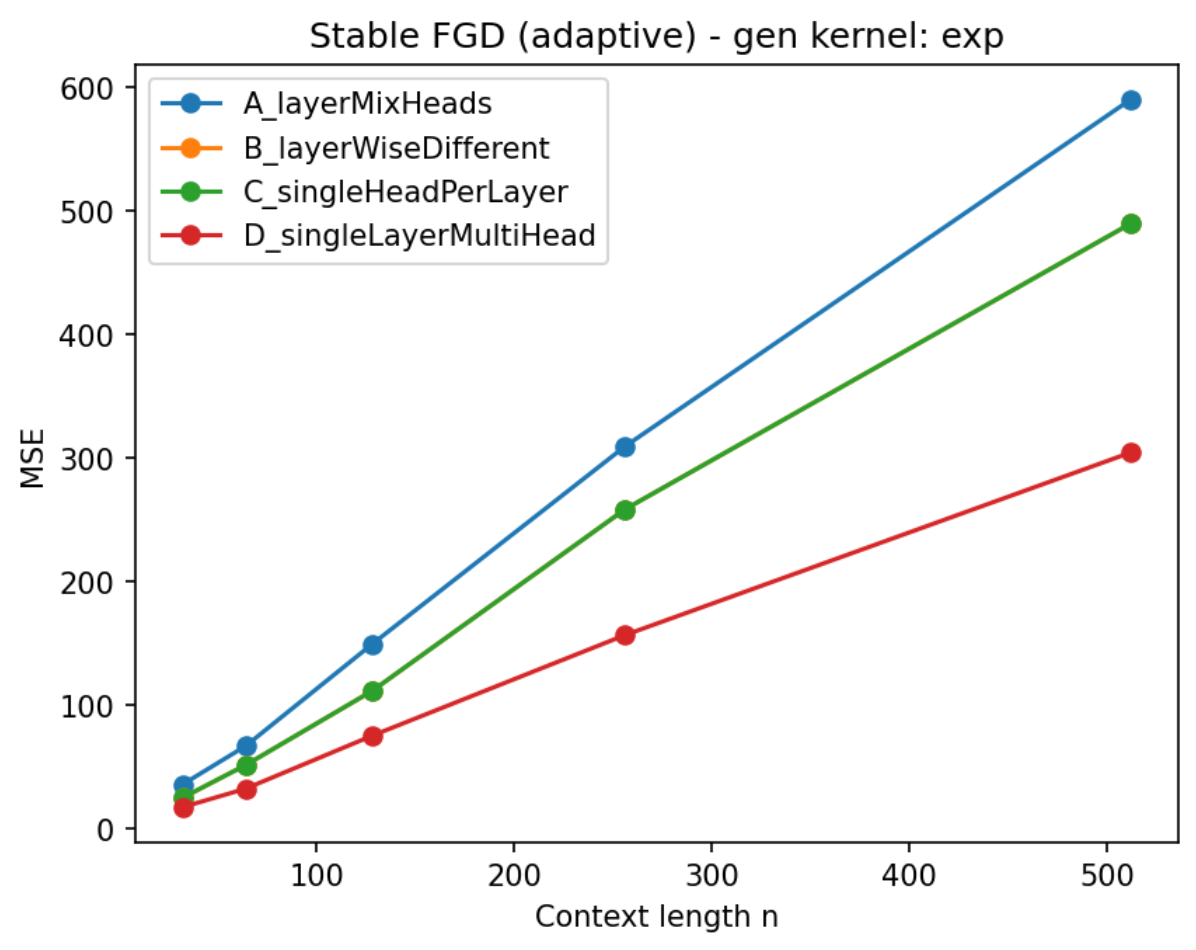 Stable FGD (adaptive) - gen kernel: exp
A_layerMixHeads
B_layerWiseDifferent
C_singleHeadPerLayer
D_singleLayerMultiHead
600
500
400
300
200
100
0
MSE
100 200 300 400 500
Context length n